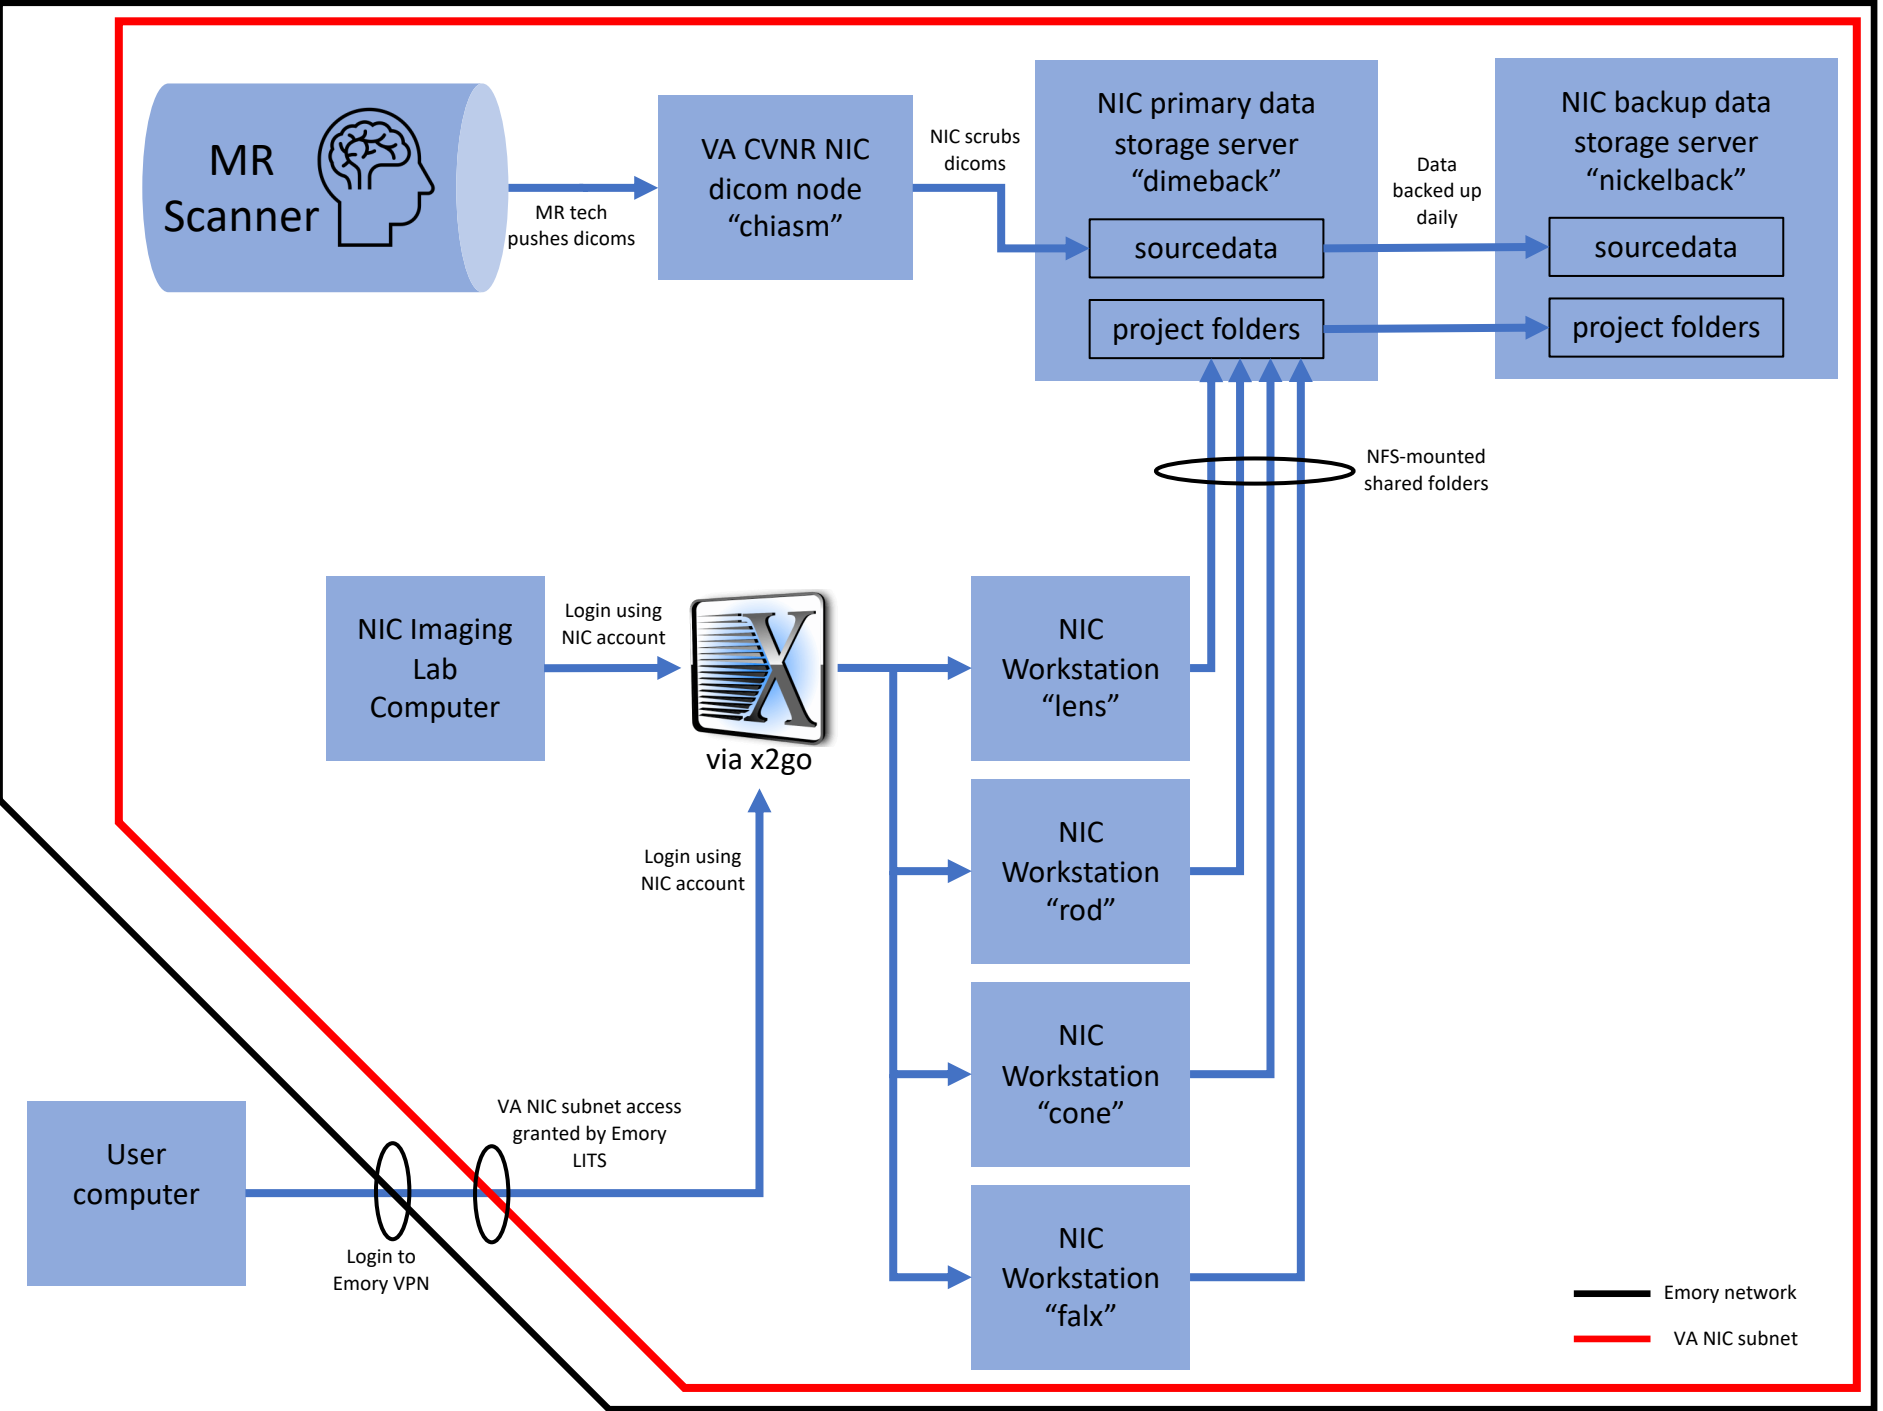 MR
Scanner
MR tech
pushes dicoms
VA CVNR NIC
dicom node
“chiasm”
NIC scrubs
dicoms
NIC primary data
storage server
“dimeback”
sourcedata
project folders
Data
backed up
daily
NIC backup data
storage server
“nickelback”
sourcedata
project folders
NFS-mounted
shared folders
NIC Imaging
Lab
Computer
Login using
NIC account
X
via x2go
Login using
NIC account
NIC
Workstation
“lens”
NIC
Workstation
“rod”
NIC
Workstation
“cone”
NIC
Workstation
“falx”
User
computer
Login to
Emory VPN
VA NIC subnet access
granted by Emory
LITS
Emory network
VA NIC subnet